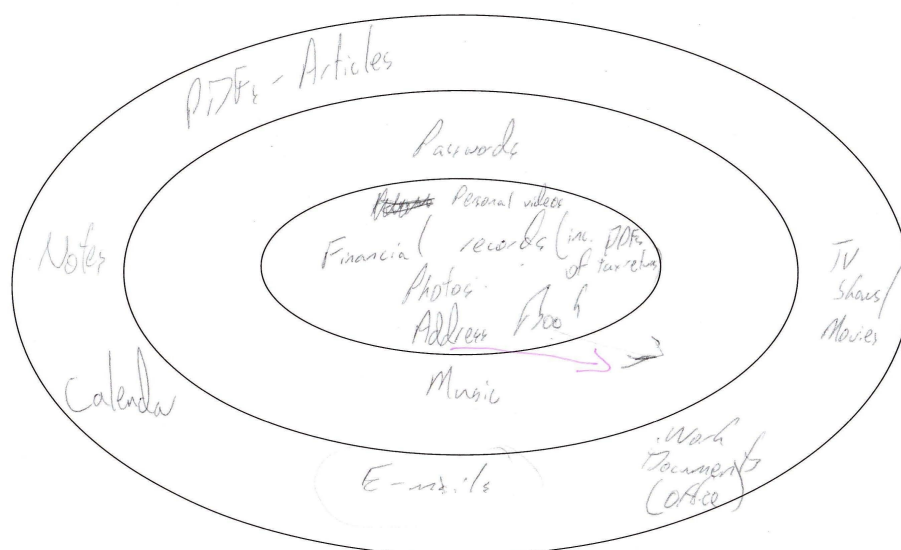 PDFs - Articles
Passwords
Personal videos
Financial records (inc. PDFs
of tax returns)
Photos
Address Book
Notes
TV
Shows/
Movies
Music
Calendar
Work
Documents
(Office)
E-mails